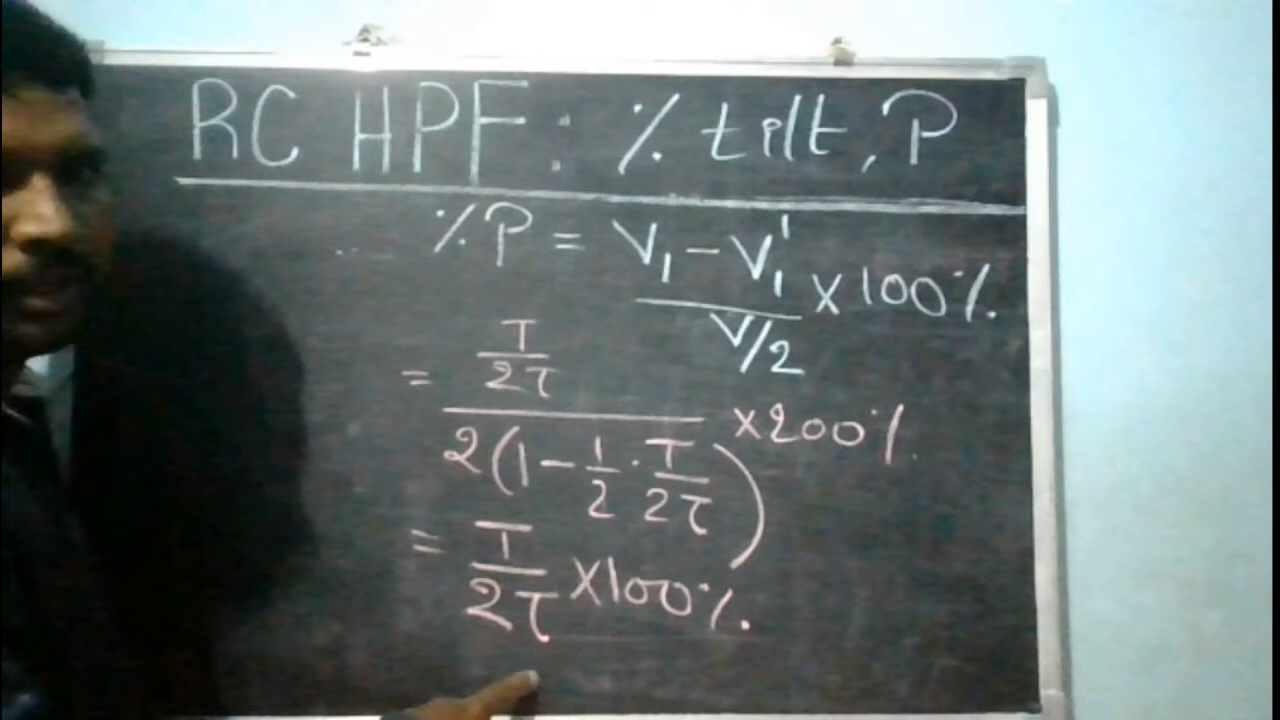 RC HPF: % tilt, P
%P = V₁ - V₁' / V/2 × 100%
= T/2τ / 2(1 - 1/2 · T/2τ) × 200%
= T/2τ × 100%.